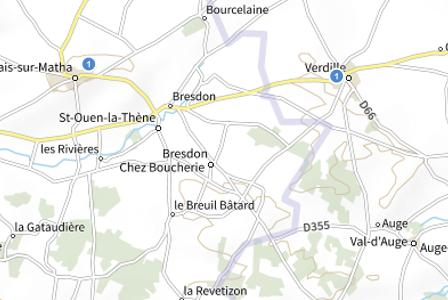 Bourcelaine
ais-sur-Matha
1
Verdille
1
Bresdon
D66
St-Ouen-la-Thène
les Rivières
Bresdon
Chez Boucherie
le Breuil Bâtard
la Gataudière
D355
Auge
Val-d'Auge
Auge
la Revetizon